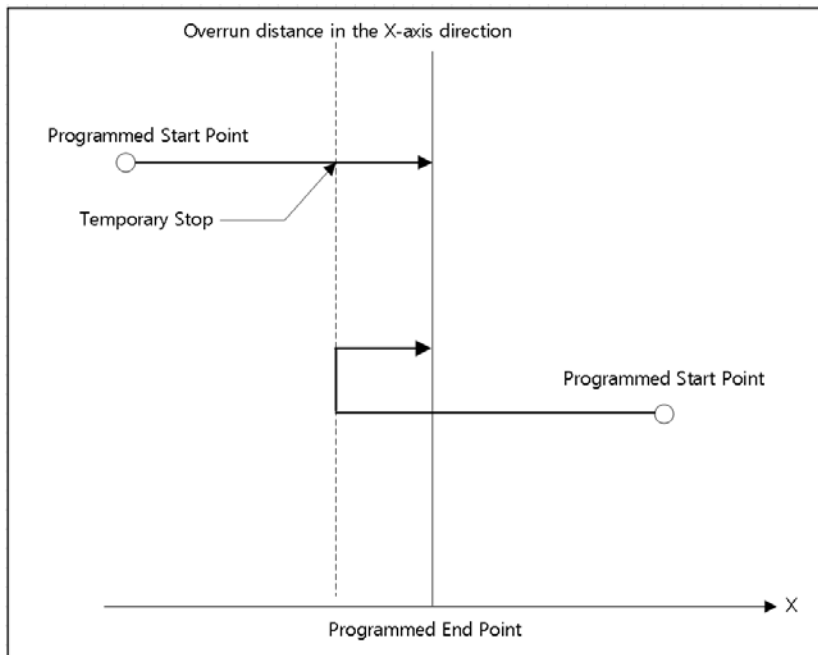 Overrun distance in the X-axis direction
Programmed Start Point
Temporary Stop
Programmed Start Point
X
Programmed End Point